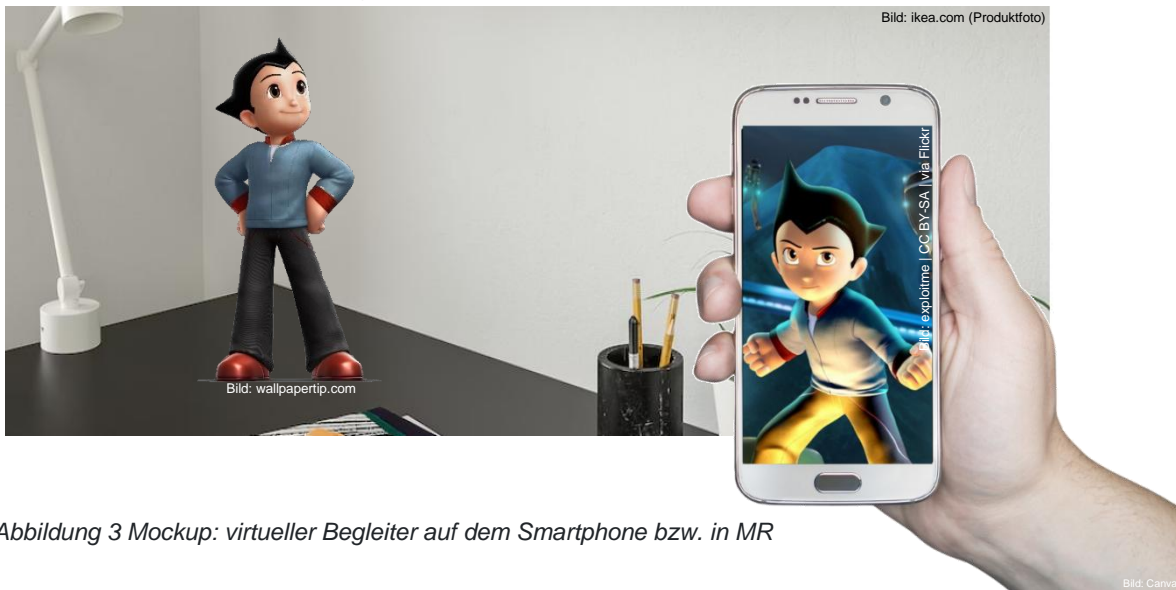 Bild: ikea.com (Produktfoto)
Bild: exploitme | CC BY-SA | via Flickr
Bild: wallpapertip.com
Abbildung 3 Mockup: virtueller Begleiter auf dem Smartphone bzw. in MR
Bild: Canva